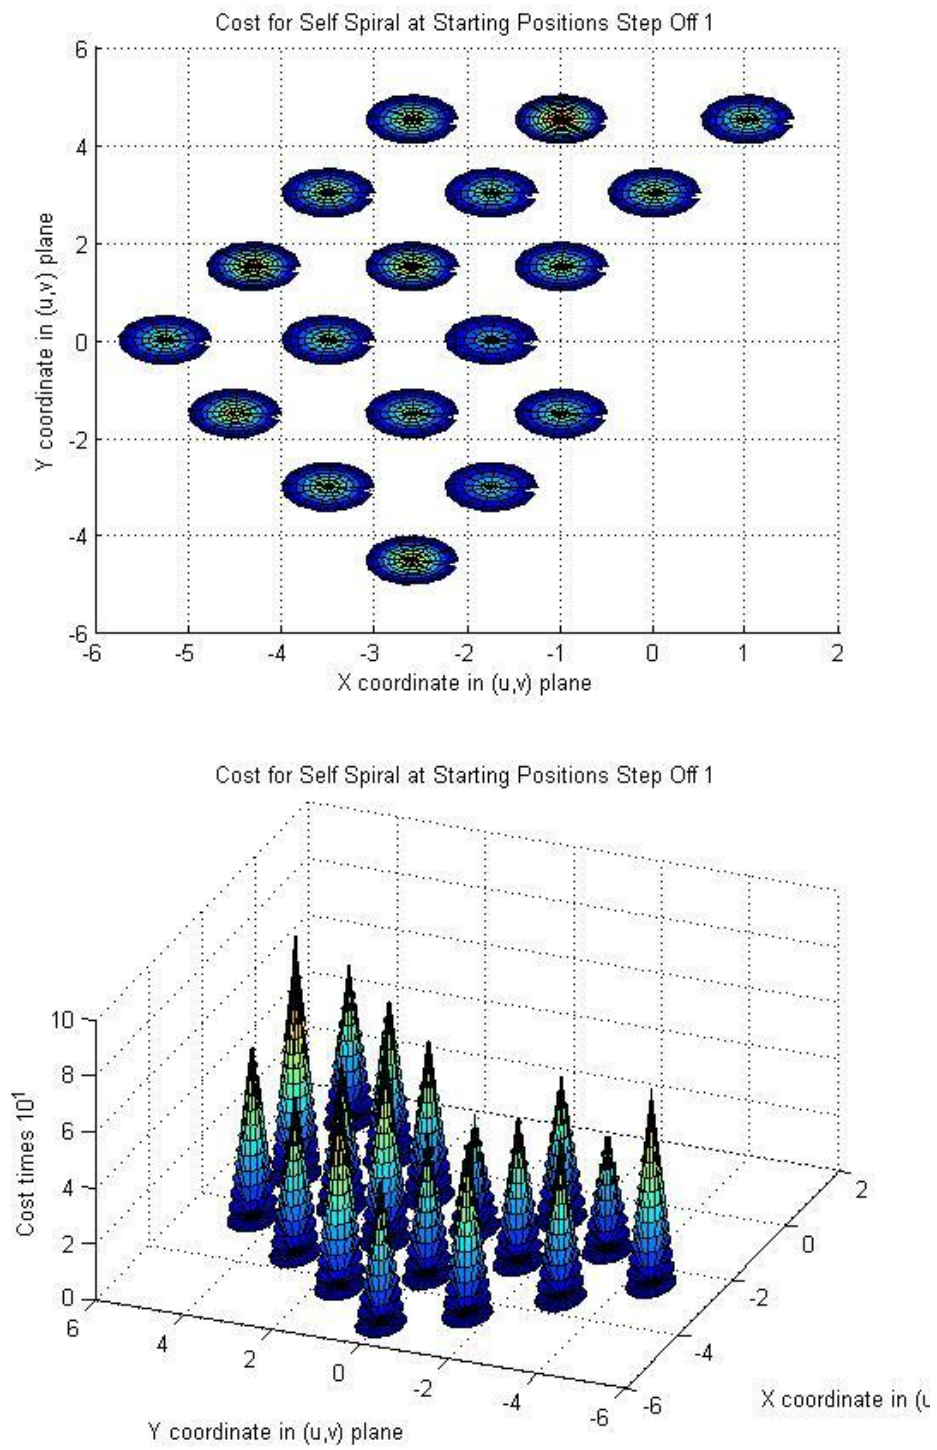 Cost for Self Spiral at Starting Positions Step Off 1
6
4
2
0
-2
-4
-6
Y coordinate in (u,v) plane
-6 -5 -4 -3 -2 -1 0 1 2
X coordinate in (u,v) plane
Cost for Self Spiral at Starting Positions Step Off 1
10
8
6
4
2
0
Cost times 10^1
6 4 2 0 -2 -4 -6
Y coordinate in (u,v) plane
2
0
-2
-4
-6
X coordinate in (u